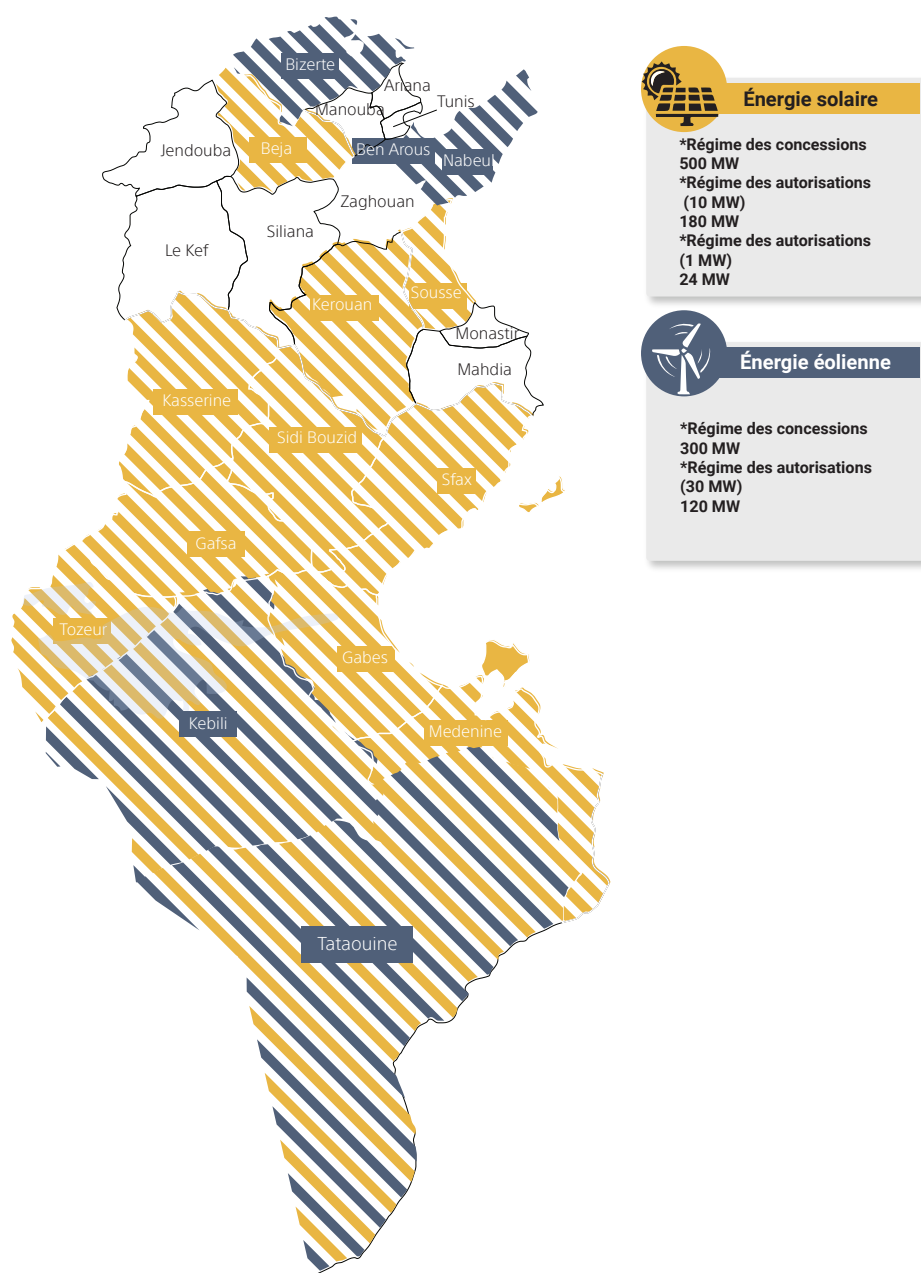 Bizerte
Ariana
Tunis
Manouba
Jendouba
Beja
Ben Arous
Nabeul
Zaghouan
Siliana
Le Kef
Sousse
Kerouan
Monastir
Mahdia
Kasserine
Sidi Bouzid
Sfax
Gafsa
Tozeur
Gabes
Kebili
Medenine
Tataouine
Énergie solaire
*Régime des concessions
500 MW
*Régime des autorisations
(10 MW)
180 MW
*Régime des autorisations
(1 MW)
24 MW
Énergie éolienne
*Régime des concessions
300 MW
*Régime des autorisations
(30 MW)
120 MW